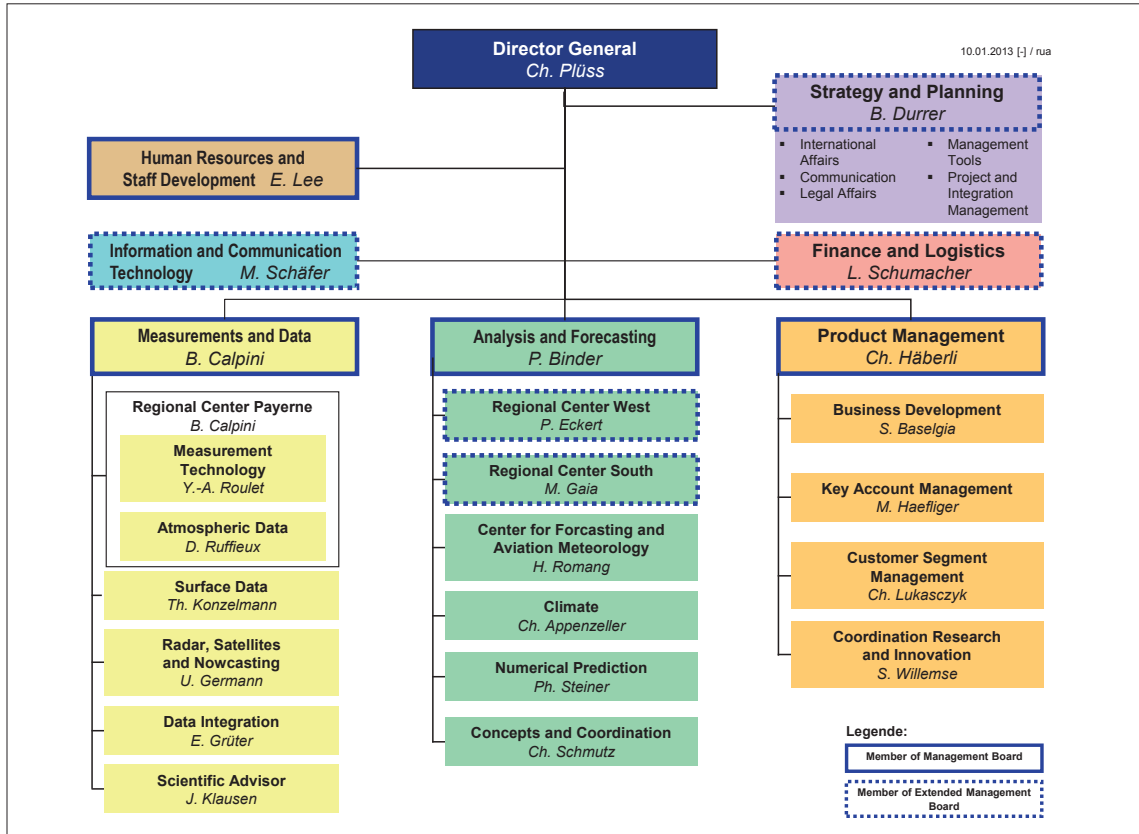 Director General
Ch. Plüss
10.01.2013 [-] / rua
Strategy and Planning
B. Durrer
▪ International
Affairs
▪ Communication
▪ Legal Affairs
▪ Management
Tools
▪ Project and
Integration
Management
Human Resources and
Staff Development E. Lee
Information and Communication
Technology M. Schäfer
Finance and Logistics
L. Schumacher
Measurements and Data
B. Calpini
Regional Center Payerne
B. Calpini
Measurement
Technology
Y.-A. Roulet
Atmospheric Data
D. Ruffieux
Surface Data
Th. Konzelmann
Radar, Satellites
and Nowcasting
U. Germann
Data Integration
E. Grüter
Scientific Advisor
J. Klausen
Analysis and Forecasting
P. Binder
Regional Center West
P. Eckert
Regional Center South
M. Gaia
Center for Forcasting and
Aviation Meteorology
H. Romang
Climate
Ch. Appenzeller
Numerical Prediction
Ph. Steiner
Concepts and Coordination
Ch. Schmutz
Product Management
Ch. Häberli
Business Development
S. Baselgia
Key Account Management
M. Haefliger
Customer Segment
Management
Ch. Lukasczyk
Coordination Research
and Innovation
S. Willemse
Legende:
Member of Management Board
Member of Extended Management
Board